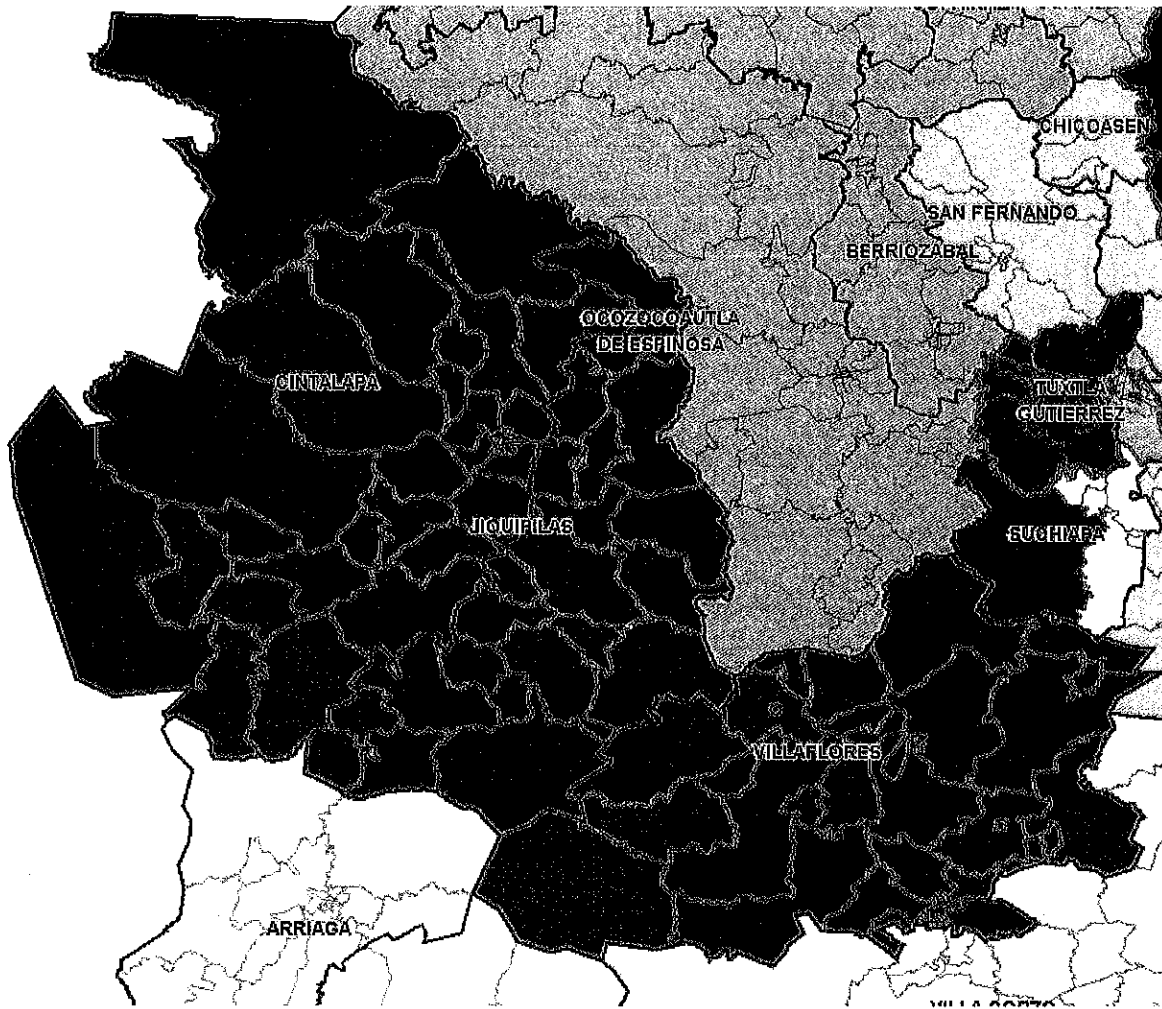 CHICOASEN
SAN FERNANDO
BERRIOZABAL
OCOZOCOAUTLA
DE ESPINOSA
CINTALAPA
TUXTLA
GUTIERREZ
JIQUIPILAS
SUCHIAPA
VILLAFLORES
ARRIAGA